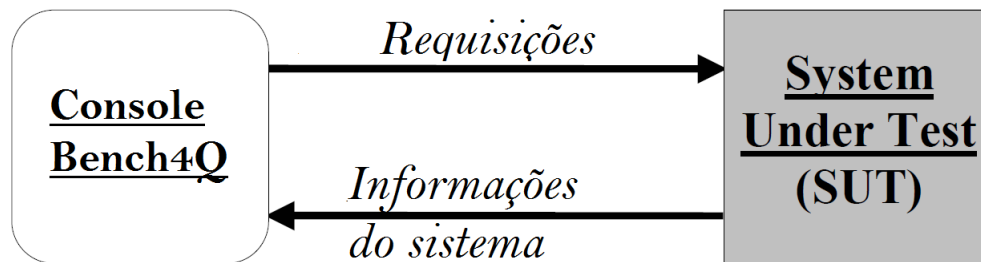 Console
Bench4Q
Requisições
Informações
do sistema
System
Under Test
(SUT)